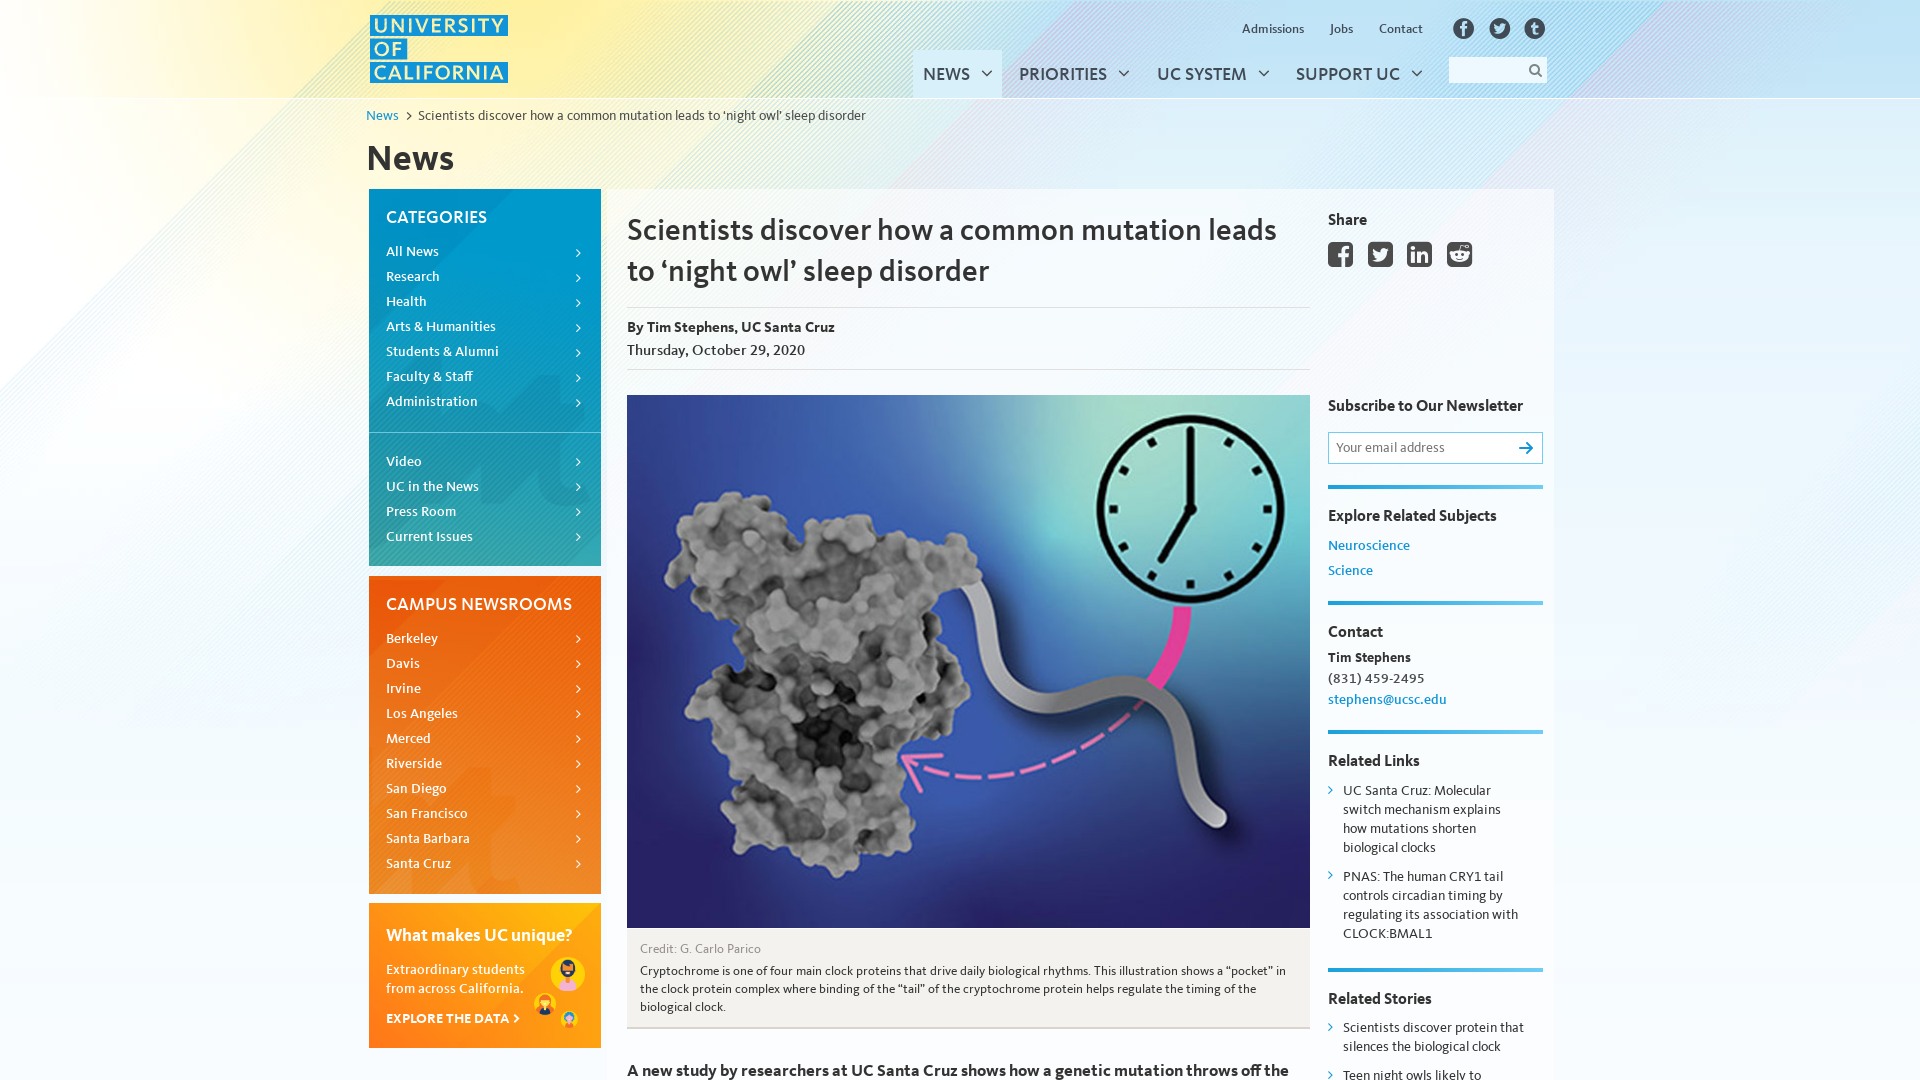 UNIVERSITY
OF
CALIFORNIA
Admissions
Jobs
Contact
NEWS
PRIORITIES
UC SYSTEM
SUPPORT UC
News
Scientists discover how a common mutation leads to ‘night owl’ sleep disorder
News
CATEGORIES
All News
Research
Health
Arts & Humanities
Students & Alumni
Faculty & Staff
Administration
Video
UC in the News
Press Room
Current Issues
CAMPUS NEWSROOMS
Berkeley
Davis
Irvine
Los Angeles
Merced
Riverside
San Diego
San Francisco
Santa Barbara
Santa Cruz
What makes UC unique?
Extraordinary students
from across California.
EXPLORE THE DATA
Scientists discover how a common mutation leads
to ‘night owl’ sleep disorder
By Tim Stephens, UC Santa Cruz
Thursday, October 29, 2020
Credit: G. Carlo Parico
Cryptochrome is one of four main clock proteins that drive daily biological rhythms. This illustration shows a “pocket” in
the clock protein complex where binding of the “tail” of the cryptochrome protein helps regulate the timing of the
biological clock.
A new study by researchers at UC Santa Cruz shows how a genetic mutation throws off the
Share
Subscribe to Our Newsletter
Your email address
Explore Related Subjects
Neuroscience
Science
Contact
Tim Stephens
(831) 459-2495
stephens@ucsc.edu
Related Links
UC Santa Cruz: Molecular
switch mechanism explains
how mutations shorten
biological clocks
PNAS: The human CRY1 tail
controls circadian timing by
regulating its association with
CLOCK:BMAL1
Related Stories
Scientists discover protein that
silences the biological clock
Teen night owls likely to